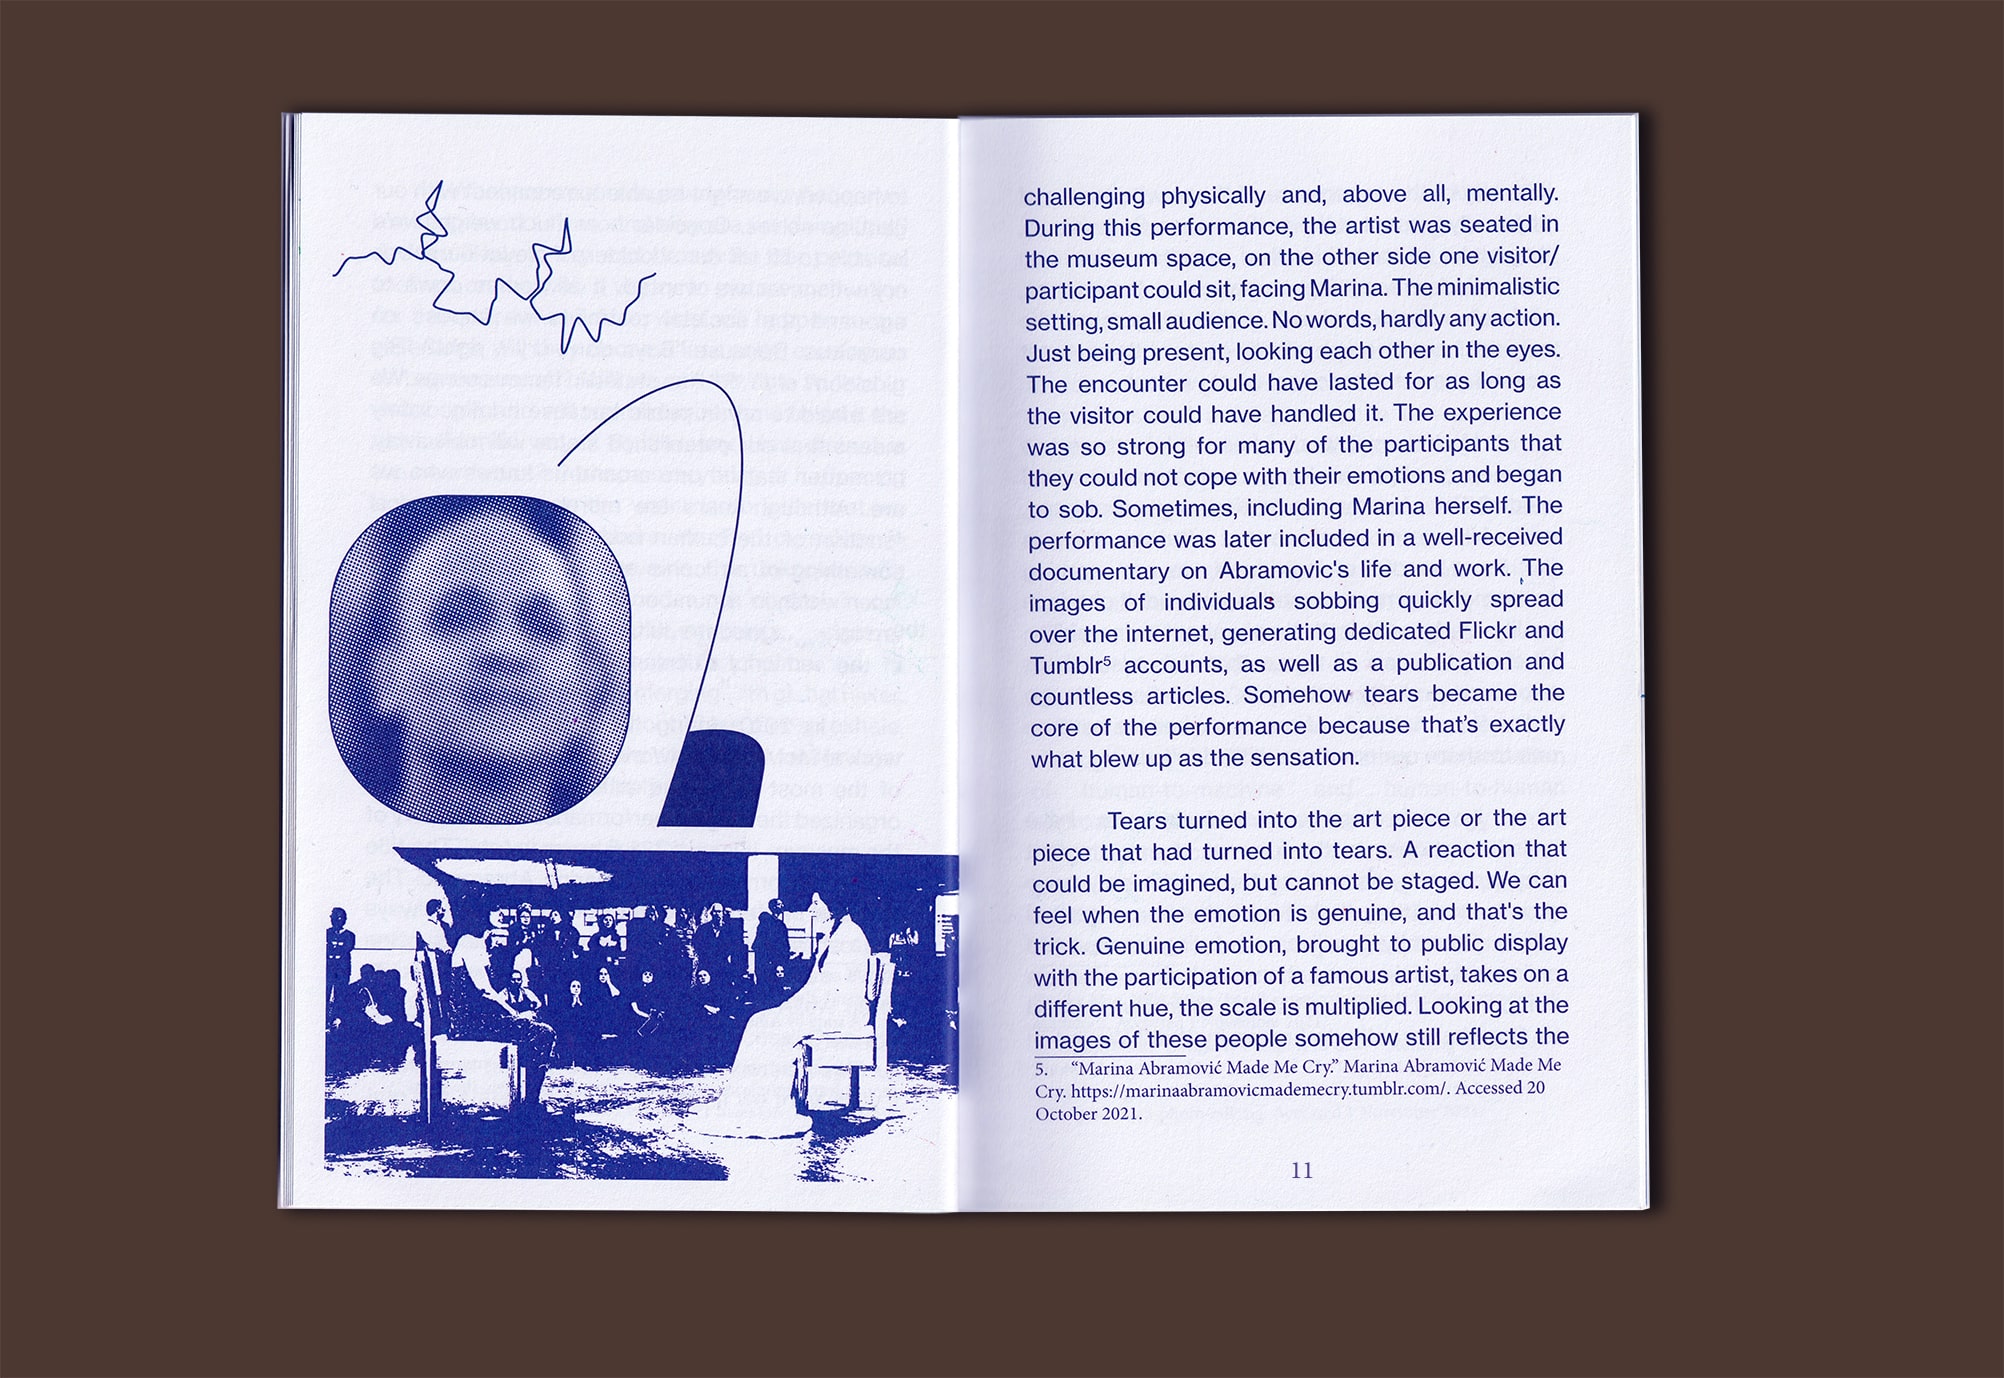 challenging physically and, above all, mentally.
During this performance, the artist was seated in
the museum space, on the other side one visitor/
participant could sit, facing Marina. The minimalistic
setting, small audience. No words, hardly any action.
Just being present, looking each other in the eyes.
The encounter could have lasted for as long as
the visitor could have handled it. The experience
was so strong for many of the participants that
they could not cope with their emotions and began
to sob. Sometimes, including Marina herself. The
performance was later included in a well-received
documentary on Abramovic's life and work. The
images of individuals sobbing quickly spread
over the internet, generating dedicated Flickr and
Tumblr⁵ accounts, as well as a publication and
countless articles. Somehow tears became the
core of the performance because that’s exactly
what blew up as the sensation.
Tears turned into the art piece or the art
piece that had turned into tears. A reaction that
could be imagined, but cannot be staged. We can
feel when the emotion is genuine, and that's the
trick. Genuine emotion, brought to public display
with the participation of a famous artist, takes on a
different hue, the scale is multiplied. Looking at the
images of these people somehow still reflects the
5. “Marina Abramović Made Me Cry.” Marina Abramović Made Me
Cry. https://marinaabramovicmademecry.tumblr.com/. Accessed 20
October 2021.
11